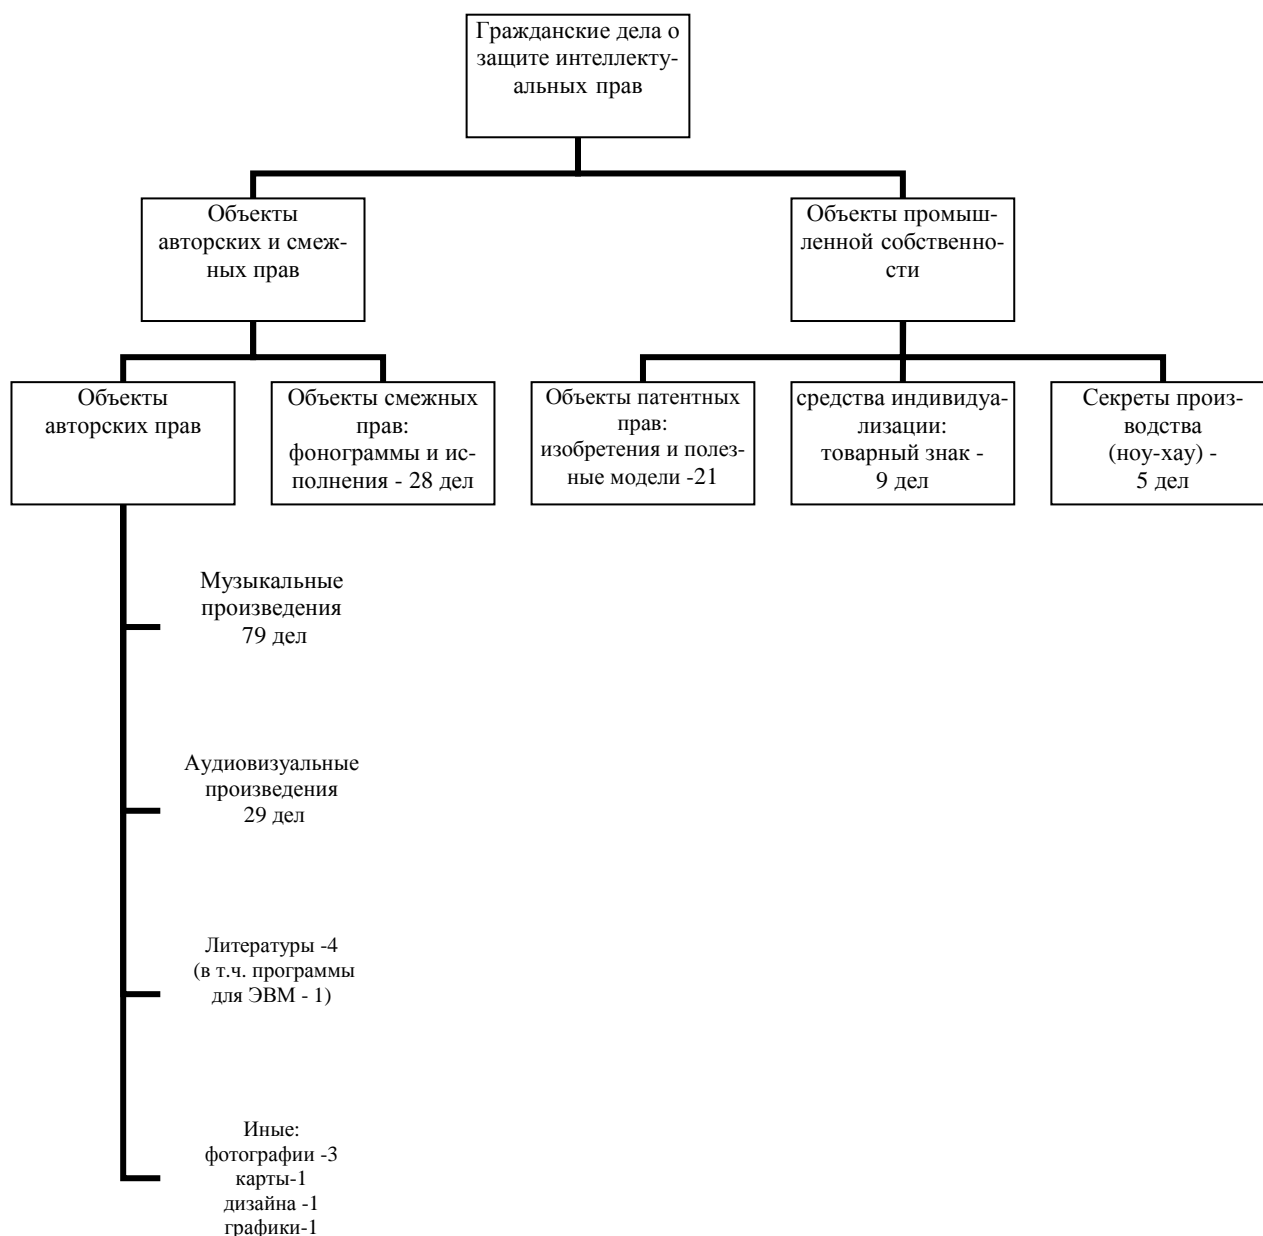 Гражданские дела о
защите интеллекту-
альных прав
Объекты
авторских и смеж-
ных прав
Объекты промыш-
ленной собственно-
сти
Объекты
авторских прав
Объекты смежных
прав:
фонограммы и ис-
полнения - 28 дел
Объекты патентных
прав:
изобретения и полез-
ные модели -21
средства индивидуа-
лизации:
товарный знак -
9 дел
Секреты произ-
водства
(ноу-хау) -
5 дел
Музыкальные
произведения
79 дел
Аудиовизуальные
произведения
29 дел
Литературы -4
(в т.ч. программы
для ЭВМ - 1)
Иные:
фотографии -3
карты-1
дизайна -1
графики-1